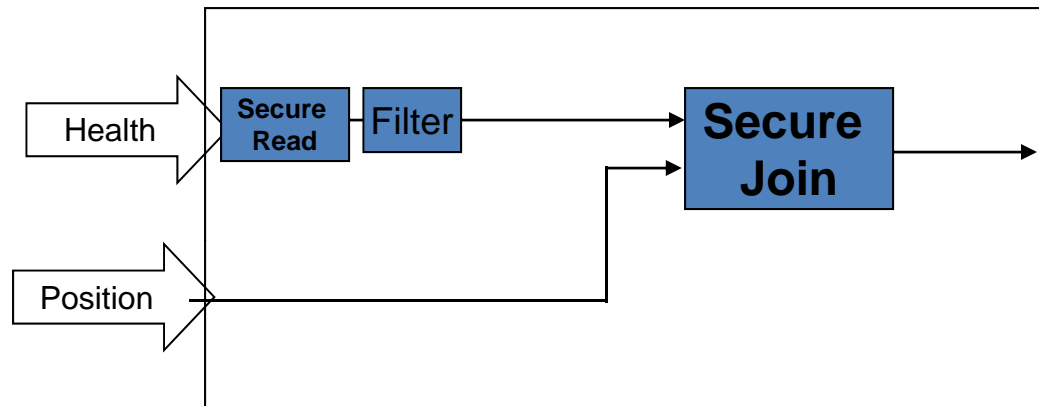 Health
Secure
Read
Filter
Secure
Join
Position